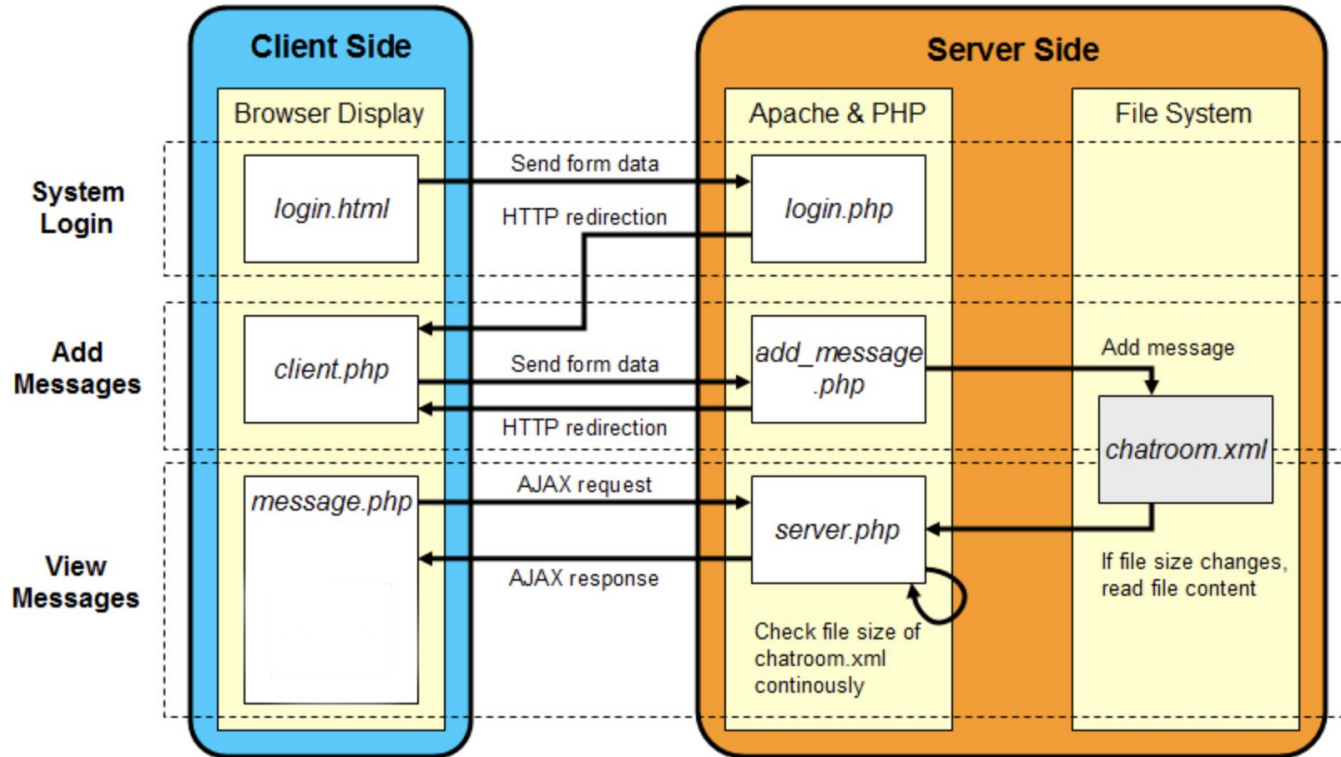 Client Side
Server Side
Browser Display
Apache & PHP
File System
System
Login
login.html
Send form data
login.php
HTTP redirection
Add
Messages
client.php
Send form data
HTTP redirection
add_message
.php
Add message
chatroom.xml
View
Messages
message.php
AJAX request
AJAX response
server.php
If file size changes,
read file content
Check file size of
chatroom.xml
continously